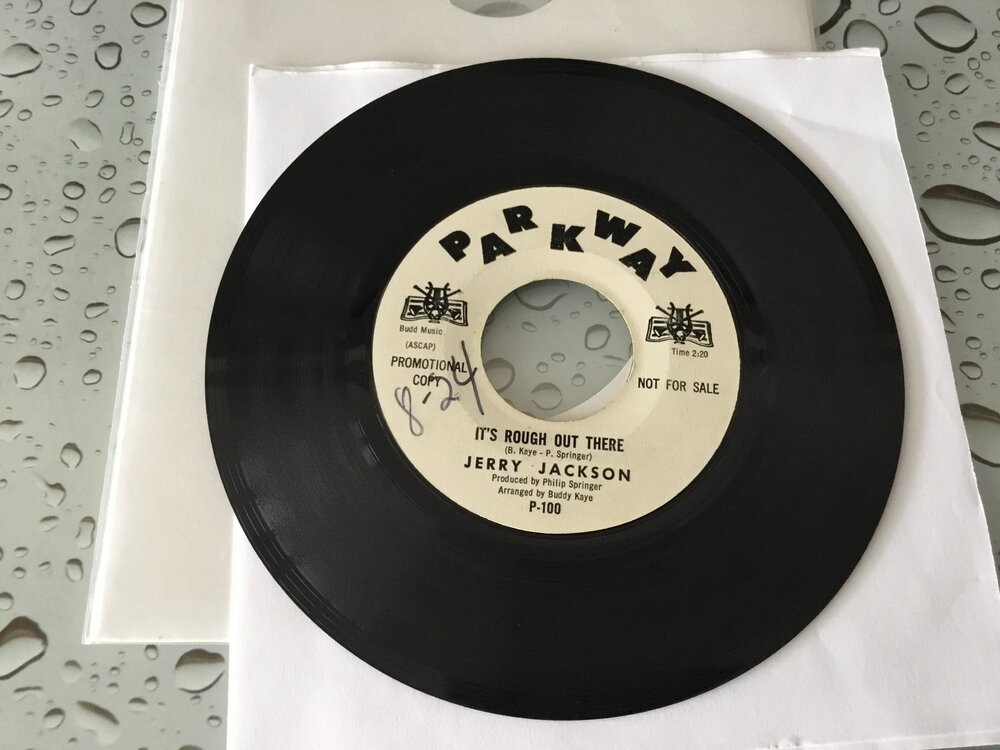 PARKWAY
Budd Music
(ASCAP)
PROMOTIONAL
COPY
8-24
Time 2:20
NOT FOR SALE
IT'S ROUGH OUT THERE
(B. Kaye - P. Springer)
JERRY JACKSON
Produced by Philip Springer
Arranged by Buddy Kaye
P-100